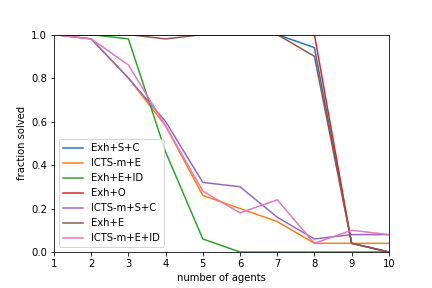 1.0
0.8
0.6
0.4
0.2
0.0
fraction solved
Exh+S+C
ICTS-m+E
Exh+E+ID
Exh+O
ICTS-m+S+C
Exh+E
ICTS-m+E+ID
1 2 3 4 5 6 7 8 9 10
number of agents